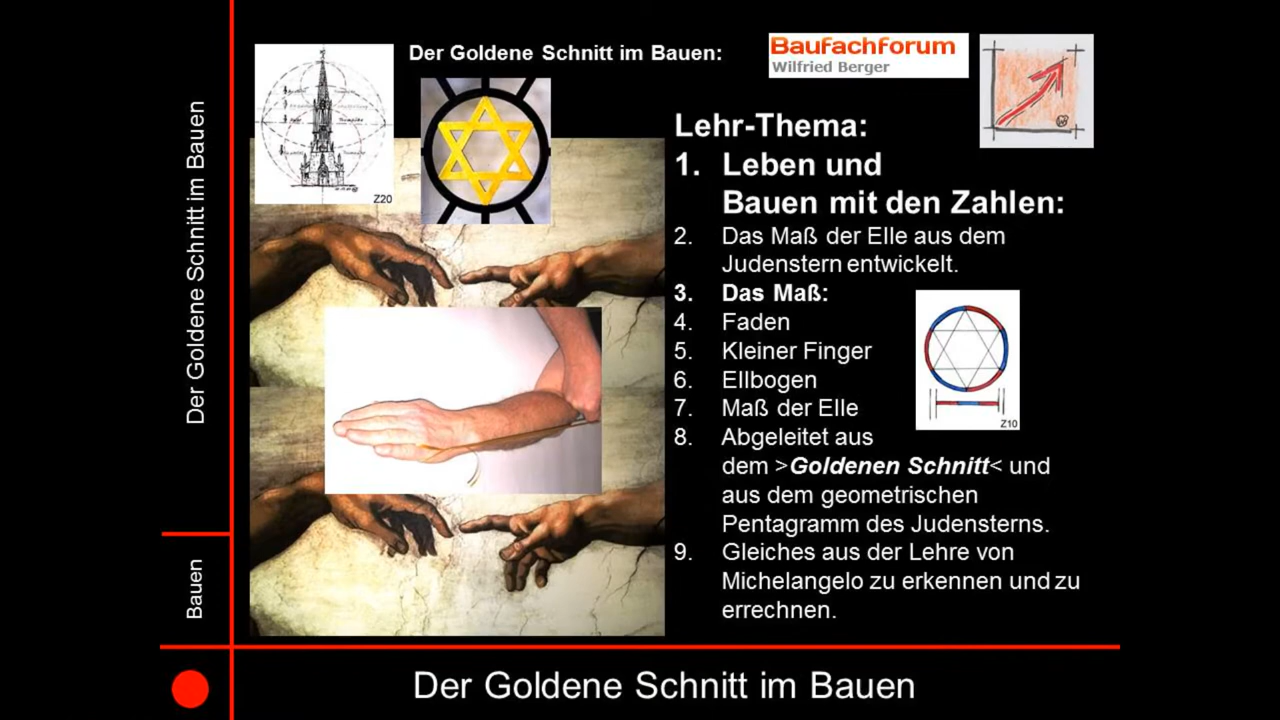 Der Goldene Schnitt im Bauen:
Baufachforum
Wilfried Berger
Z20
Lehr-Thema:
1. Leben und
Bauen mit den Zahlen:
2. Das Maß der Elle aus dem
Judenstern entwickelt.
3. Das Maß:
4. Faden
5. Kleiner Finger
6. Ellbogen
7. Maß der Elle
8. Abgeleitet aus
dem >Goldenen Schnitt< und
aus dem geometrischen
Pentagramm des Judensterns.
9. Gleiches aus der Lehre von
Michelangelo zu erkennen und zu
errechnen.
Z10
Der Goldene Schnitt im Bauen
Bauen
Der Goldene Schnitt im Bauen